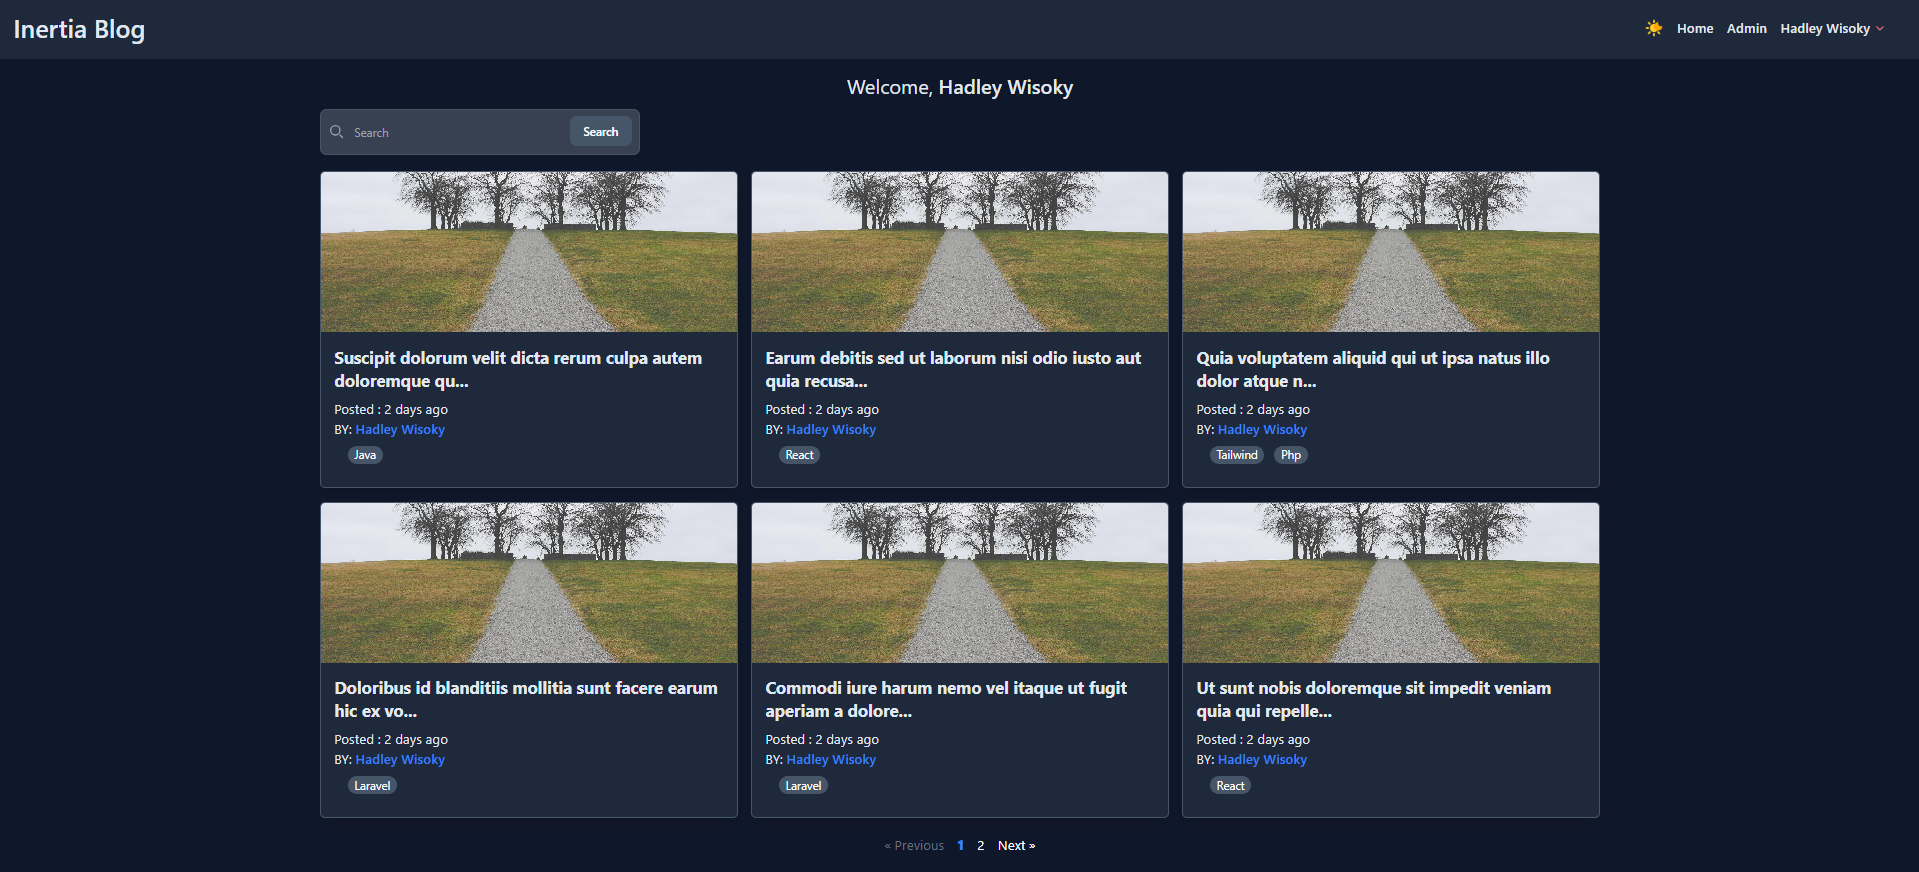 Inertia Blog
Home Admin Hadley Wisoky
Welcome, Hadley Wisoky
Search Search
Suscipit dolorum velit dicta rerum culpa autem
doloremque qu...
Posted : 2 days ago
BY: Hadley Wisoky
Java
Earum debitis sed ut laborum nisi odio iusto aut
quia recusa...
Posted : 2 days ago
BY: Hadley Wisoky
React
Quia voluptatem aliquid qui ut ipsa natus illo
dolor atque n...
Posted : 2 days ago
BY: Hadley Wisoky
Tailwind Php
Doloribus id blanditiis mollitia sunt facere earum
hic ex vo...
Posted : 2 days ago
BY: Hadley Wisoky
Laravel
Commodi iure harum nemo vel itaque ut fugit
aperiam a dolore...
Posted : 2 days ago
BY: Hadley Wisoky
Laravel
Ut sunt nobis doloremque sit impedit veniam
quia qui repelle...
Posted : 2 days ago
BY: Hadley Wisoky
React
« Previous 1 2 Next »